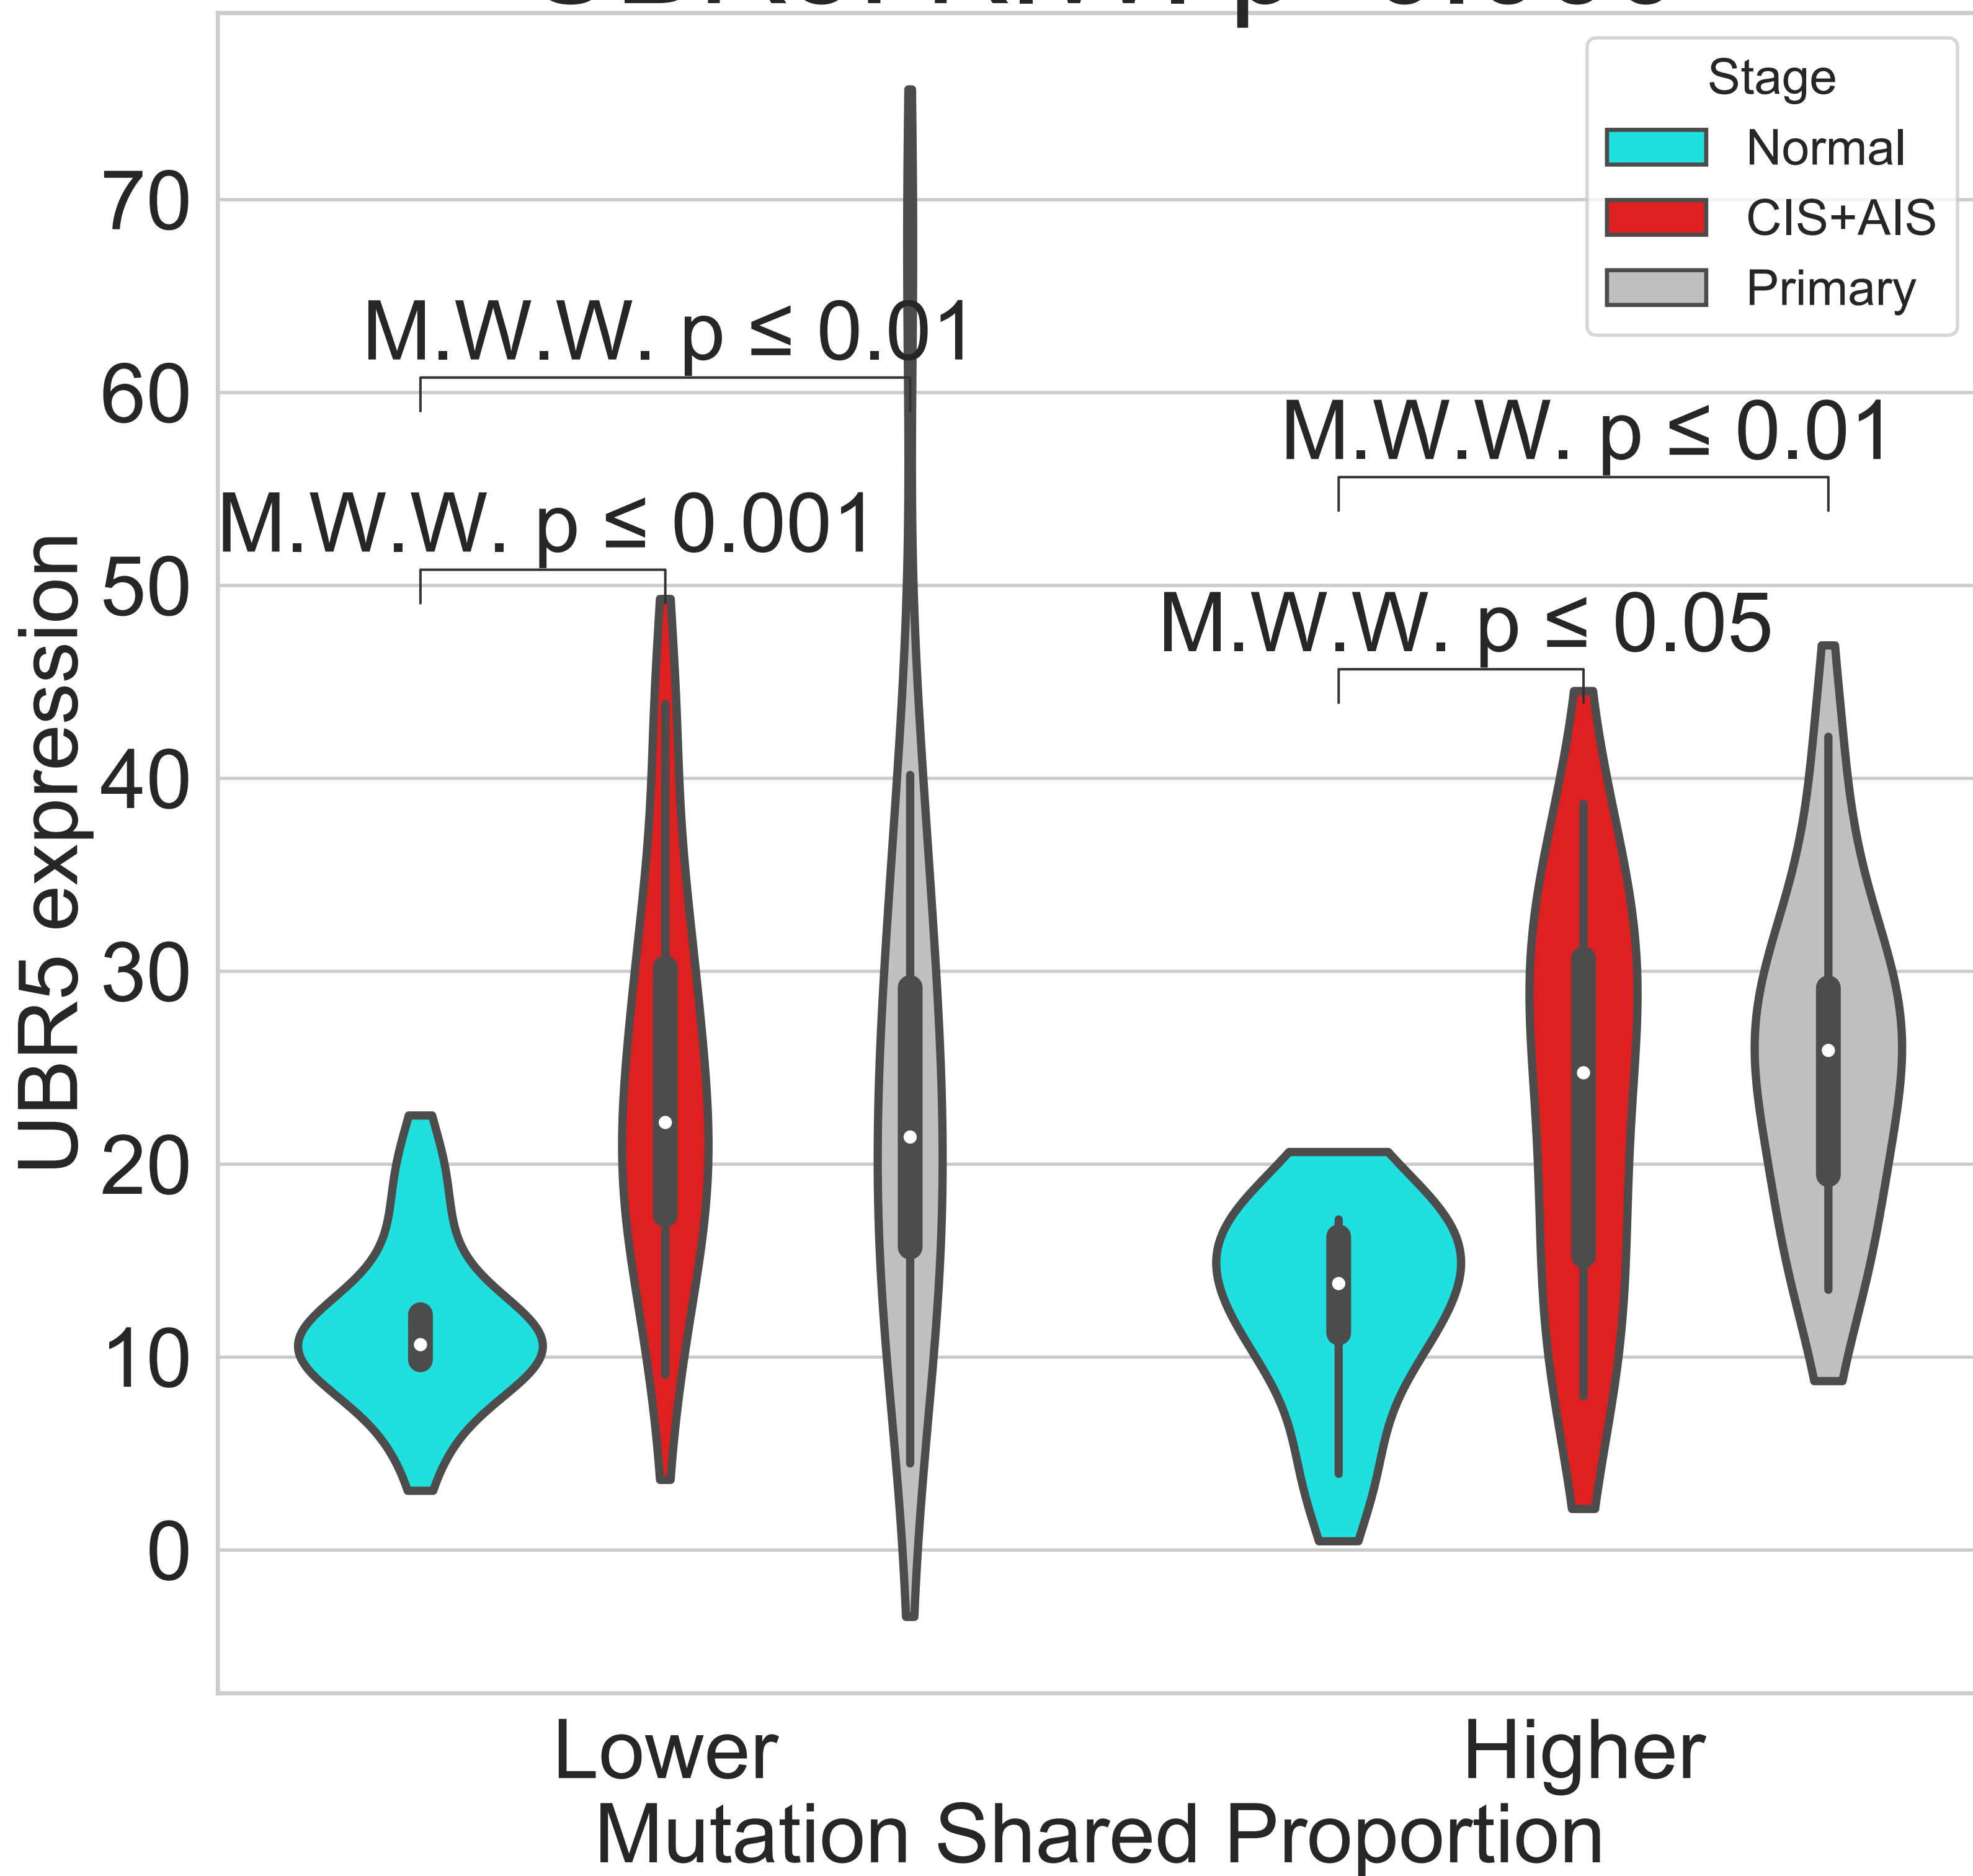 Stage
Normal
CIS+AIS
Primary
70
60
50
40
30
20
10
0
UBR5 expression
M.W.W. p ≤ 0.01
M.W.W. p ≤ 0.001
M.W.W. p ≤ 0.01
M.W.W. p ≤ 0.05
Lower
Higher
Mutation Shared Proportion